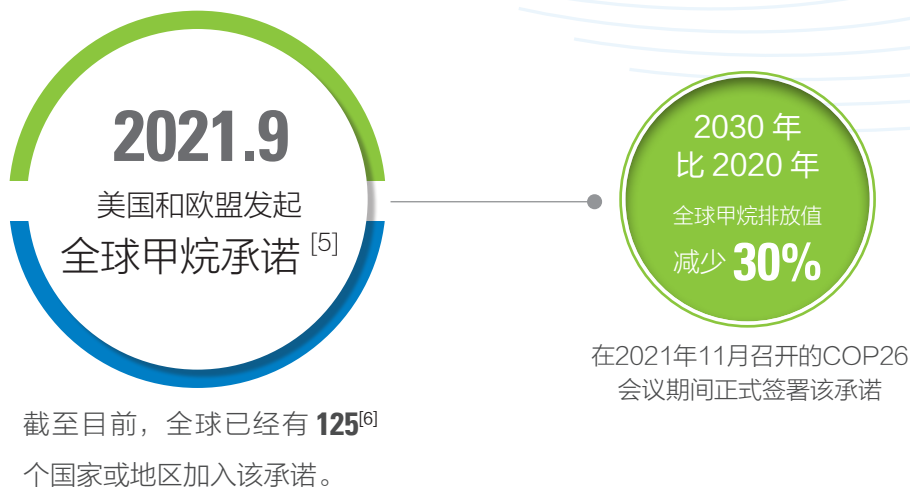 2021.9
美国和欧盟发起
全球甲烷承诺 [5]
截至目前，全球已经有 125[6]
个国家或地区加入该承诺。
2030 年
比 2020 年
全球甲烷排放值
减少 30%
在2021年11月召开的COP26
会议期间正式签署该承诺